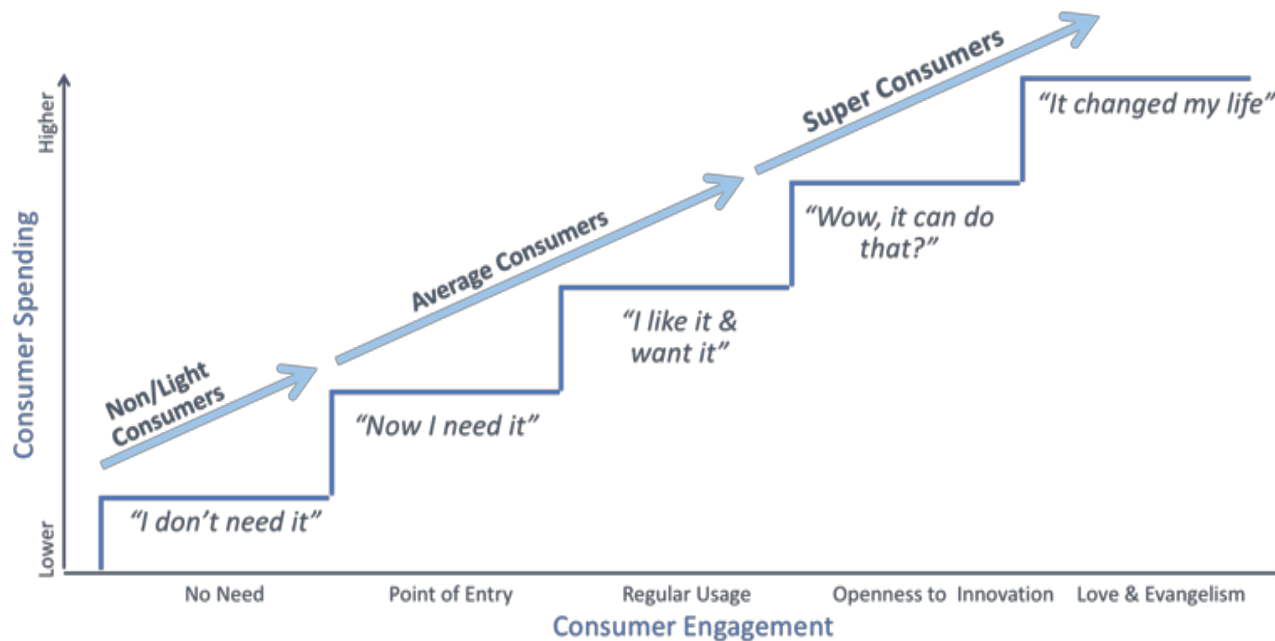 Super Consumers
Higher
"It changed my life"
Average Consumers
"Wow, it can do
that?"
Consumer Spending
"I like it &
want it"
Non/Light
Consumers
"Now I need it"
"I don't need it"
Lower
No Need
Point of Entry
Regular Usage
Openness to Innovation
Love & Evangelism
Consumer Engagement